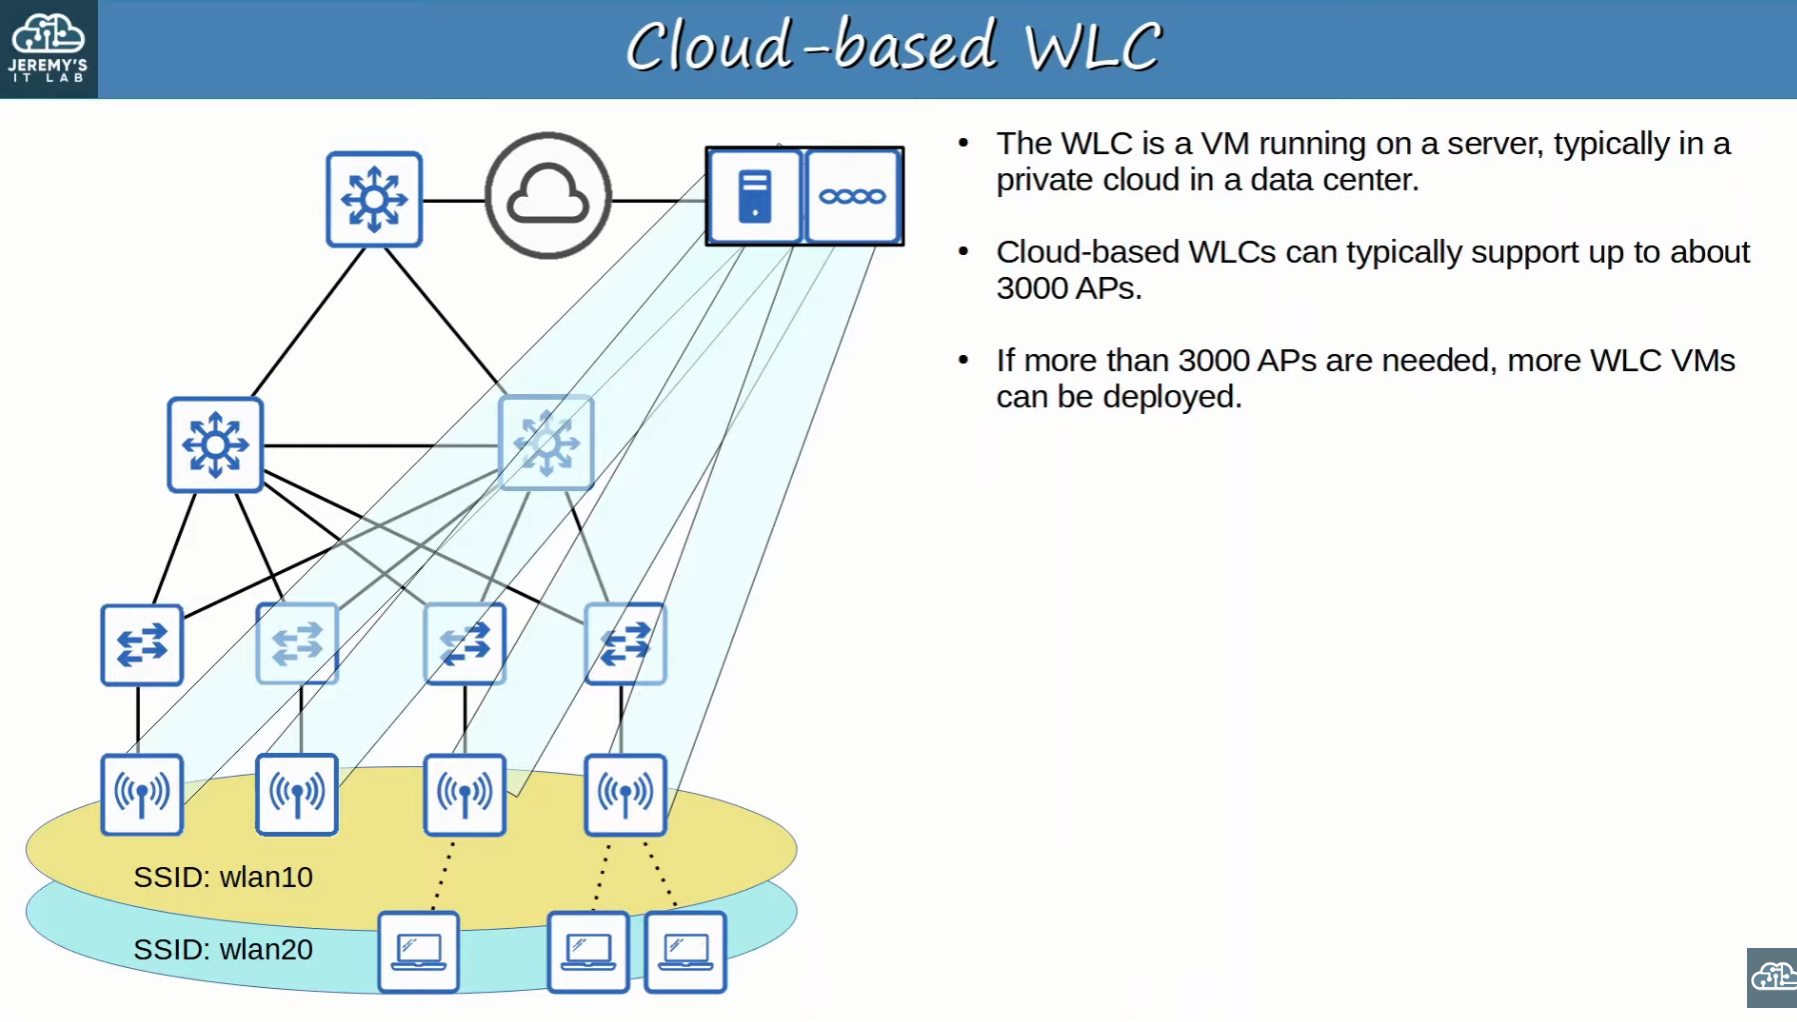 JEREMY'S
IT LAB
Cloud-based WLC
• The WLC is a VM running on a server, typically in a
private cloud in a data center.
• Cloud-based WLCs can typically support up to about
3000 APs.
• If more than 3000 APs are needed, more WLC VMs
can be deployed.
SSID: wlan10
SSID: wlan20